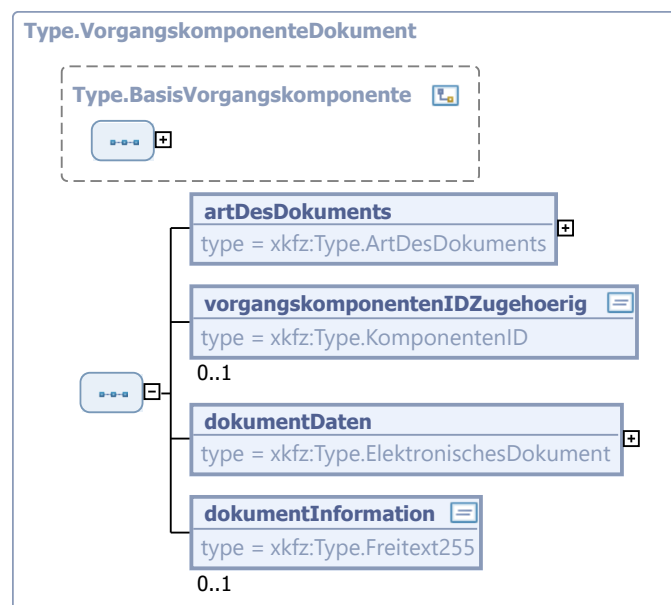 Type.VorgangskomponenteDokument
Type.BasisVorgangskomponente
artDesDokuments
type = xkfz:Type.ArtDesDokuments
vorgangskomponentenIDZugehoerig
type = xkfz:Type.KomponentenID
0..1
dokumentDaten
type = xkfz:Type.ElektronischesDokument
dokumentInformation
type = xkfz:Type.Freitext255
0..1